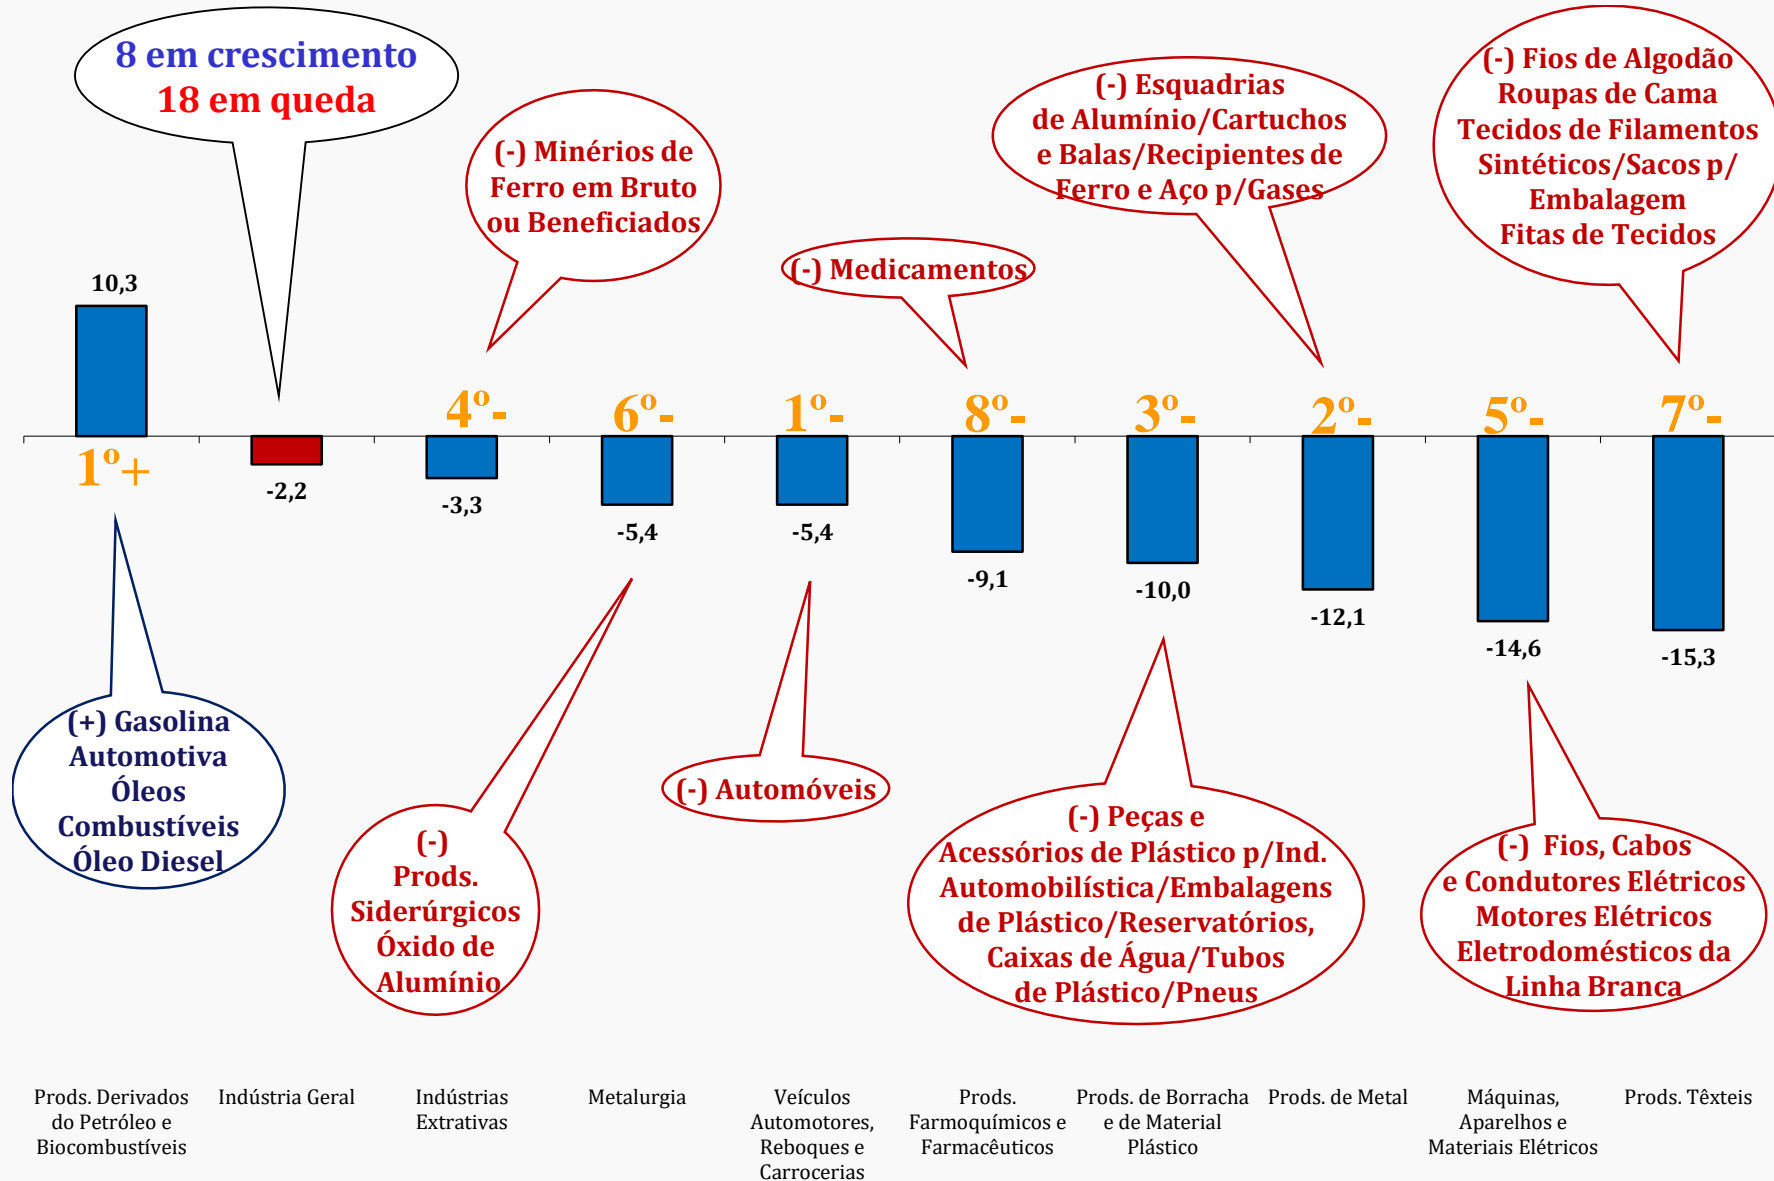 8 em crescimento
18 em queda
(-) Minérios de
Ferro em Bruto
ou Beneficiados
(-) Medicamentos
(-) Esquadrias
de Alumínio/Cartuchos
e Balas/Recipientes de
Ferro e Aço p/Gases
(-) Fios de Algodão
Roupas de Cama
Tecidos de Filamentos
Sintéticos/Sacos p/
Embalagem
Fitas de Tecidos
10,3
1º+
-2,2
4º-
-3,3
6º-
-5,4
1º-
-5,4
8º-
-9,1
3º-
-10,0
2º-
-12,1
5º-
-14,6
7º-
-15,3
(+) Gasolina
Automotiva
Óleos
Combustíveis
Óleo Diesel
(-)
Prods.
Siderúrgicos
Óxido de
Alumínio
(-) Automóveis
(-) Peças e
Acessórios de Plástico p/Ind.
Automobilística/Embalagens
de Plástico/Reservatórios,
Caixas de Água/Tubos
de Plástico/Pneus
(-) Fios, Cabos
e Condutores Elétricos
Motores Elétricos
Eletrodomésticos da
Linha Branca
Prods. Derivados
do Petróleo e
Biocombustíveis
Indústria Geral
Indústrias
Extrativas
Metalurgia
Veículos
Automotores,
Reboques e
Carrocerias
Prods.
Farmoquímicos e
Farmacêuticos
Prods. de Borracha
e de Material
Plástico
Prods. de Metal
Máquinas,
Aparelhos e
Materiais Elétricos
Prods. Têxteis